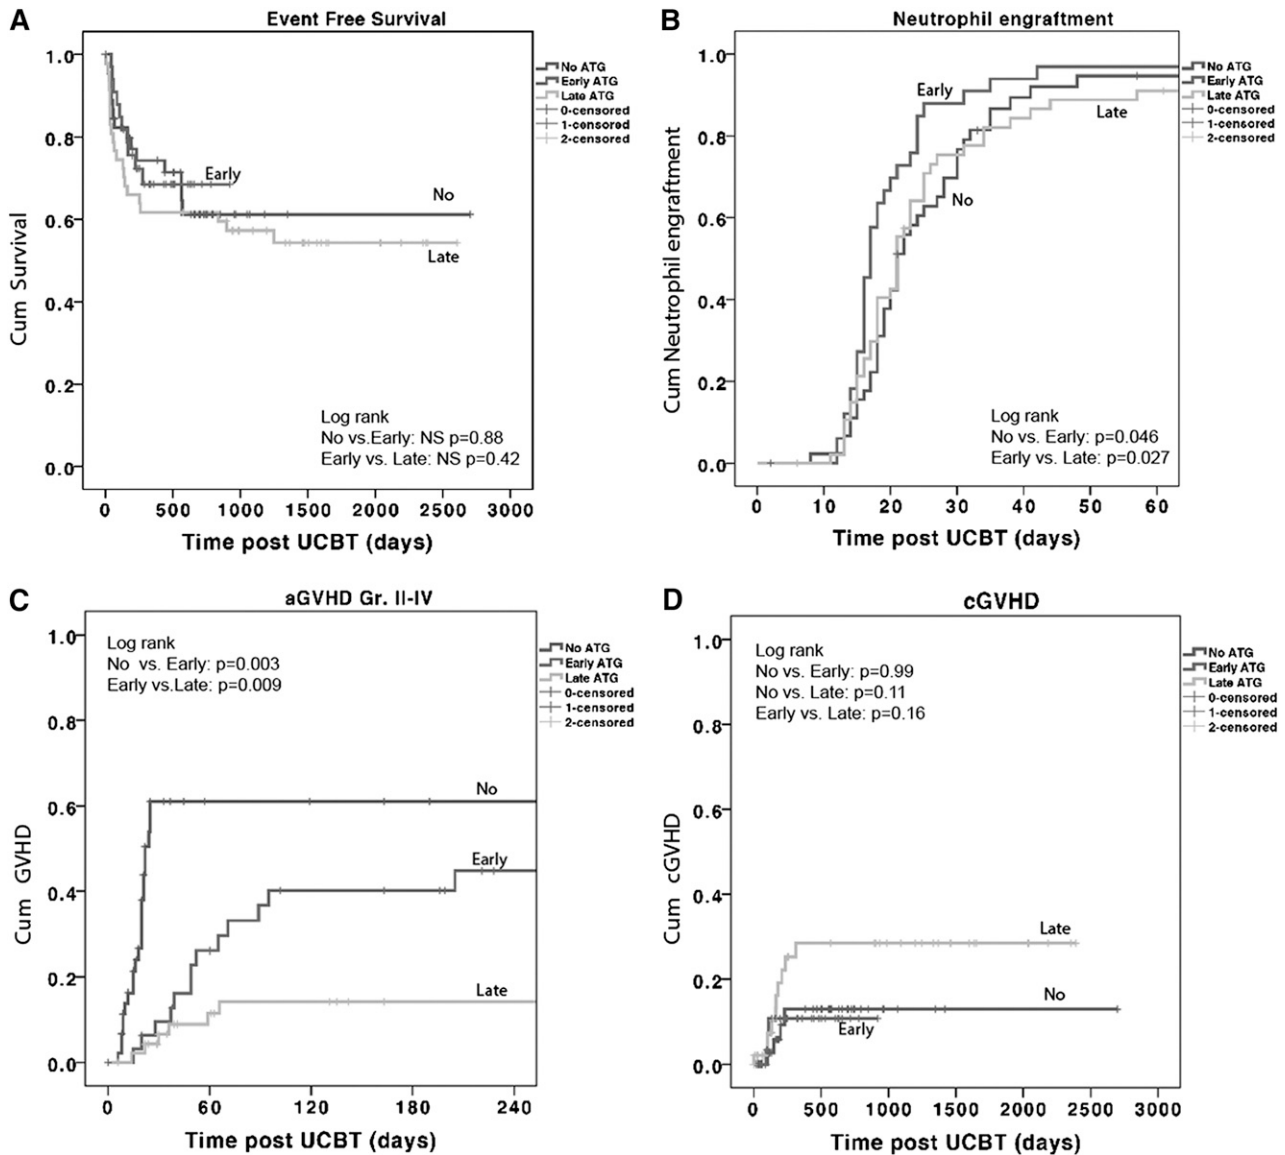 A
Event Free Survival
1.0
0.8
0.6
0.4
0.2
0.0
Cum Survival
No ATG
Early ATG
Late ATG
0-censored
1-censored
2-censored
Early
No
Late
Log rank
No vs.Early: NS p=0.88
Early vs. Late: NS p=0.42
0 500 1000 1500 2000 2500 3000
Time post UCBT (days)
B
Neutrophil engraftment
1.0
0.8
0.6
0.4
0.2
0.0
Cum Neutrophil engraftment
No ATG
Early ATG
Late ATG
0-censored
1-censored
2-censored
Early
Late
No
Log rank
No vs. Early: p=0.046
Early vs. Late: p=0.027
0 10 20 30 40 50 60
Time post UCBT (days)
C
aGVHD Gr. II-IV
1.0
0.8
0.6
0.4
0.2
0.0
Cum GVHD
Log rank
No vs. Early: p=0.003
Early vs.Late: p=0.009
No ATG
Early ATG
Late ATG
0-censored
1-censored
2-censored
No
Early
Late
0 60 120 180 240
Time post UCBT (days)
D
cGVHD
1.0
0.8
0.6
0.4
0.2
0.0
Cum cGVHD
Log rank
No vs. Early: p=0.99
No vs. Late: p=0.11
Early vs. Late: p=0.16
No ATG
Early ATG
Late ATG
0-censored
1-censored
2-censored
Late
No
Early
0 500 1000 1500 2000 2500 3000
Time post UCBT (days)